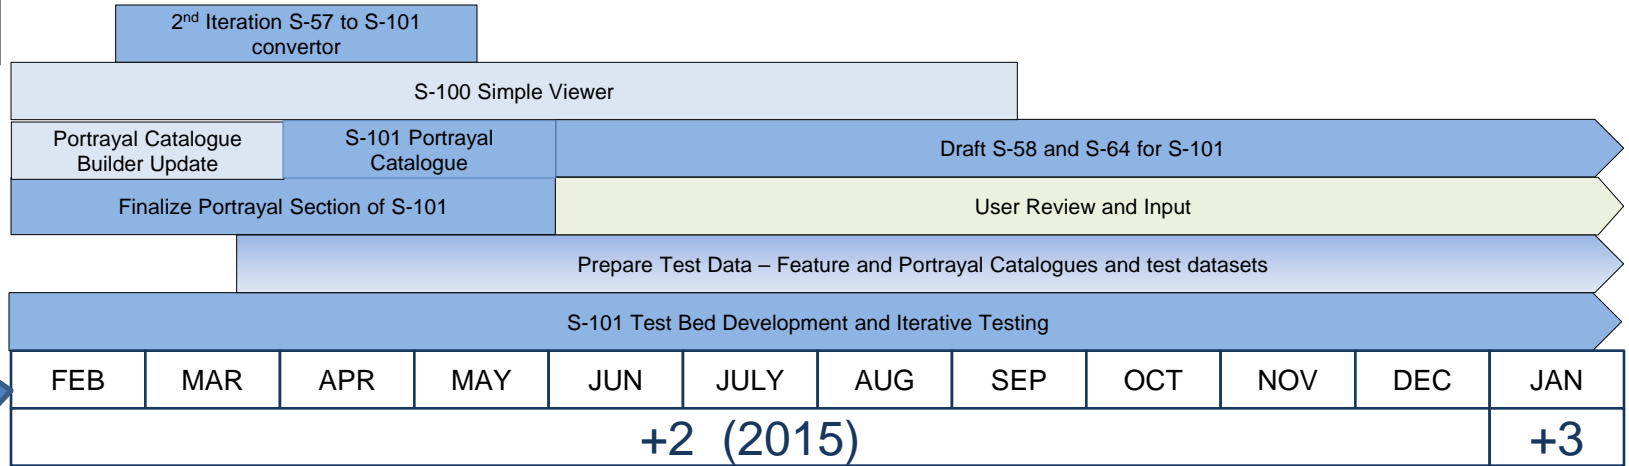 2nd Iteration S-57 to S-101
convertor
S-100 Simple Viewer
Portrayal Catalogue
Builder Update
S-101 Portrayal
Catalogue
Draft S-58 and S-64 for S-101
Finalize Portrayal Section of S-101
User Review and Input
Prepare Test Data – Feature and Portrayal Catalogues and test datasets
S-101 Test Bed Development and Iterative Testing
FEB MAR APR MAY JUN JULY AUG SEP OCT NOV DEC JAN
+2 (2015) +3